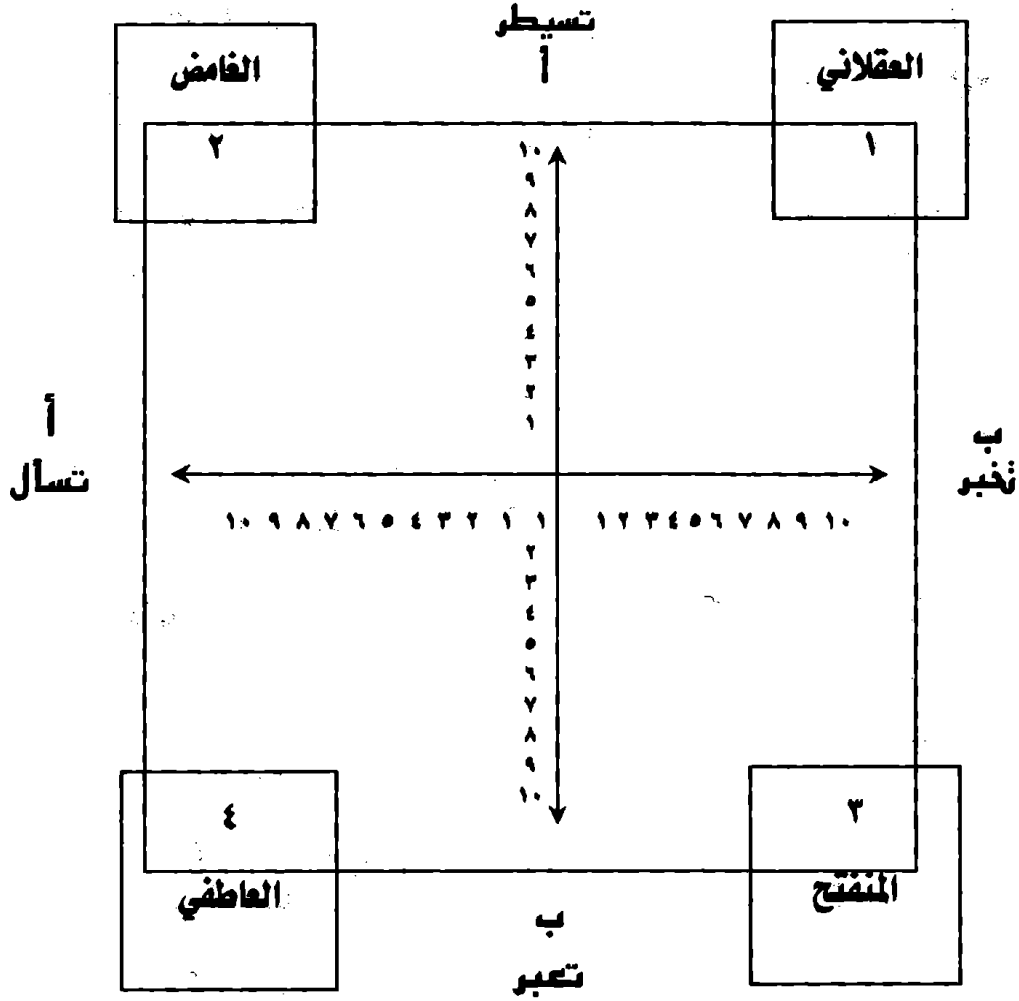 تسيطر
أ
العقلاني
١
الغامض
٢
١٠
٩
٨
٧
٦
٥
٤
٣
٢
١
ب
تخبر
أ
تسأل
١٠ ٩ ٨ ٧ ٦ ٥ ٤ ٣ ٢ ١ ١ ١ ٢ ٣ ٤ ٥ ٦ ٧ ٨ ٩ ١٠
٢
٣
٤
٥
٦
٧
٨
٩
١٠
٣
المنفتح
٤
العاطفي
ب
تعبر